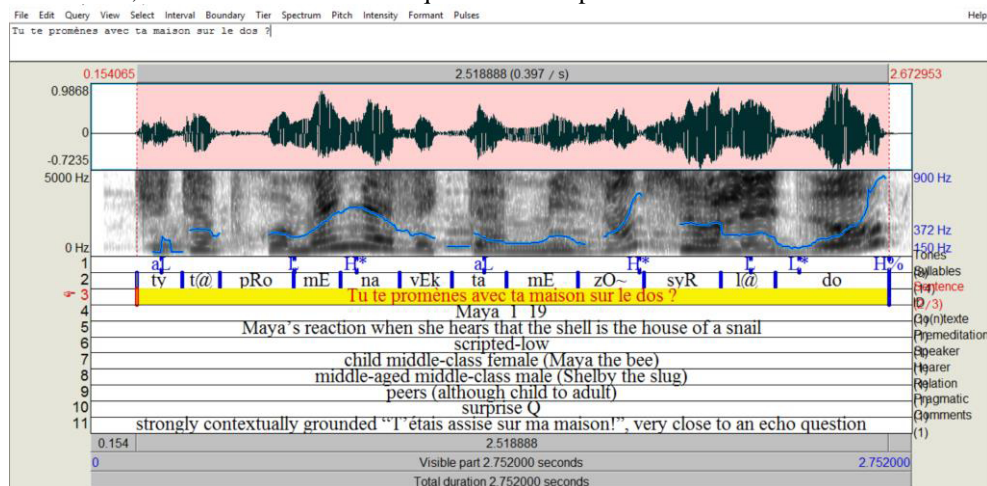 File Edit Query View Select Interval Boundary Tier Spectrum Pitch Intensity Formant Pulses Help
Tu te promènes avec ta maison sur le dos ?
0.154065 2.518888 (0.397 / s) 2.672953
0.9868
0
-0.7235
5000 Hz 900 Hz
372 Hz
0 Hz 150 Hz
1 aL L H* aL H* L L* H% Tones
2 ty t@ pRo mE na vEk ta mE zO~ syR l@ do Syllables
3 Tu te promènes avec ta maison sur le dos ? Sentence
(2/3)
4 Maya_1_19 Co(n)texte
5 Maya's reaction when she hears that the shell is the house of a snail Premeditation
6 scripted-low Speaker
7 child middle-class female (Maya the bee) Hearer
8 middle-aged middle-class male (Shelby the slug) Relation
9 peers (although child to adult) Pragmatic
10 surprise Q Comments
11 strongly contextually grounded “T’étais assise sur ma maison!”, very close to an echo question (1)
0.154 2.518888
0 Visible part 2.752000 seconds 2.752000
Total duration 2.752000 seconds